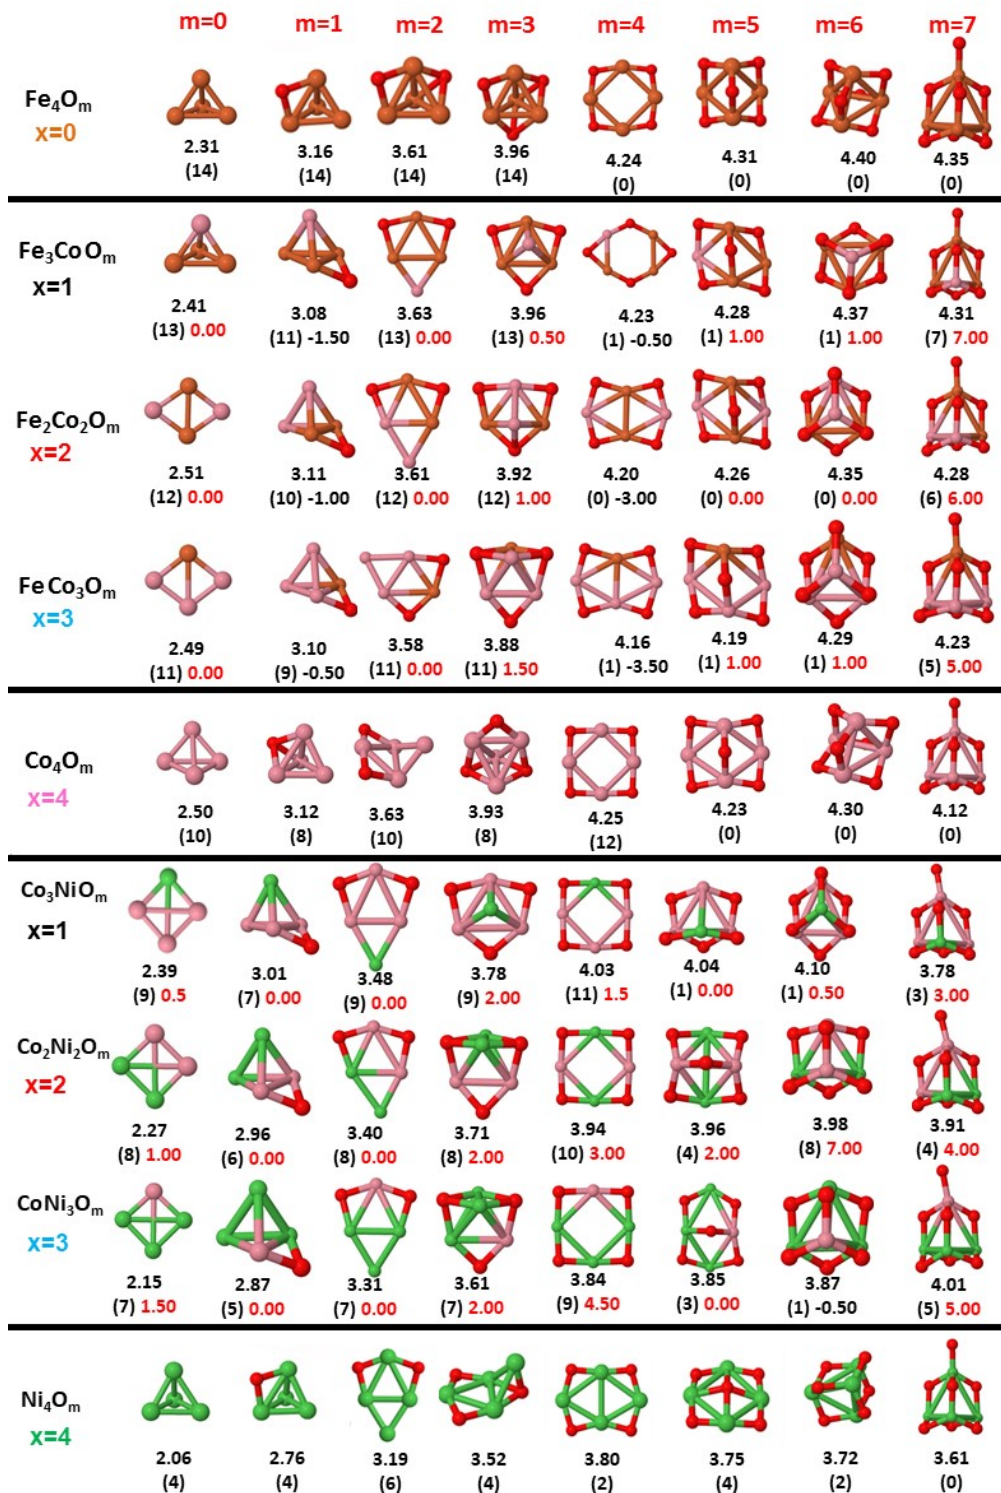 m=0 m=1 m=2 m=3 m=4 m=5 m=6 m=7
Fe₄Oₘ
x=0
2.31 3.16 3.61 3.96 4.24 4.31 4.40 4.35
(14) (14) (14) (14) (0) (0) (0) (0)
Fe₃CoOₘ
x=1
2.41 3.08 3.63 3.96 4.23 4.28 4.37 4.31
(13) 0.00 (11) -1.50 (13) 0.00 (13) 0.50 (1) -0.50 (1) 1.00 (1) 1.00 (7) 7.00
Fe₂Co₂Oₘ
x=2
2.51 3.11 3.61 3.92 4.20 4.26 4.35 4.28
(12) 0.00 (10) -1.00 (12) 0.00 (12) 1.00 (0) -3.00 (0) 0.00 (0) 0.00 (6) 6.00
FeCo₃Oₘ
x=3
2.49 3.10 3.58 3.88 4.16 4.19 4.29 4.23
(11) 0.00 (9) -0.50 (11) 0.00 (11) 1.50 (1) -3.50 (1) 1.00 (1) 1.00 (5) 5.00
Co₄Oₘ
x=4
2.50 3.12 3.63 3.93 4.25 4.23 4.30 4.12
(10) (8) (10) (8) (12) (0) (0) (0)
Co₃NiOₘ
x=1
2.39 3.01 3.48 3.78 4.03 4.04 4.10 3.78
(9) 0.5 (7) 0.00 (9) 0.00 (9) 2.00 (11) 1.5 (1) 0.00 (1) 0.50 (3) 3.00
Co₂Ni₂Oₘ
x=2
2.27 2.96 3.40 3.71 3.94 3.96 3.98 3.91
(8) 1.00 (6) 0.00 (8) 0.00 (8) 2.00 (10) 3.00 (4) 2.00 (8) 7.00 (4) 4.00
CoNi₃Oₘ
x=3
2.15 2.87 3.31 3.61 3.84 3.85 3.87 4.01
(7) 1.50 (5) 0.00 (7) 0.00 (7) 2.00 (9) 4.50 (3) 0.00 (1) -0.50 (5) 5.00
Ni₄Oₘ
x=4
2.06 2.76 3.19 3.52 3.80 3.75 3.72 3.61
(4) (4) (6) (4) (2) (4) (2) (0)